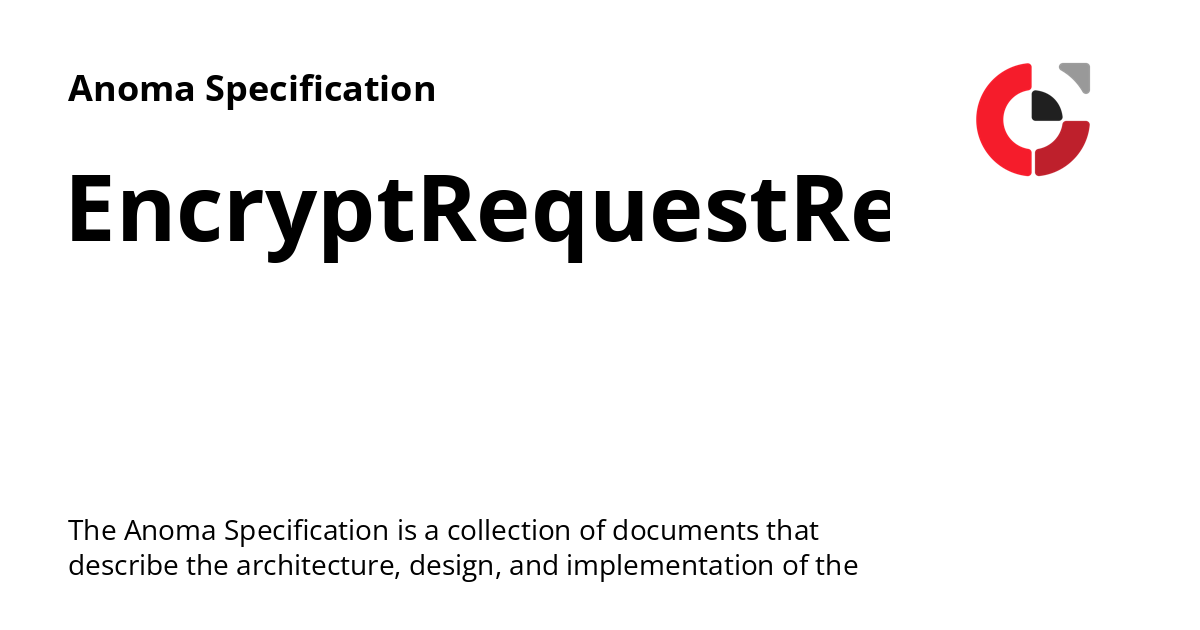 Anoma Specification
EncryptRequestRe
The Anoma Specification is a collection of documents that
describe the architecture, design, and implementation of the